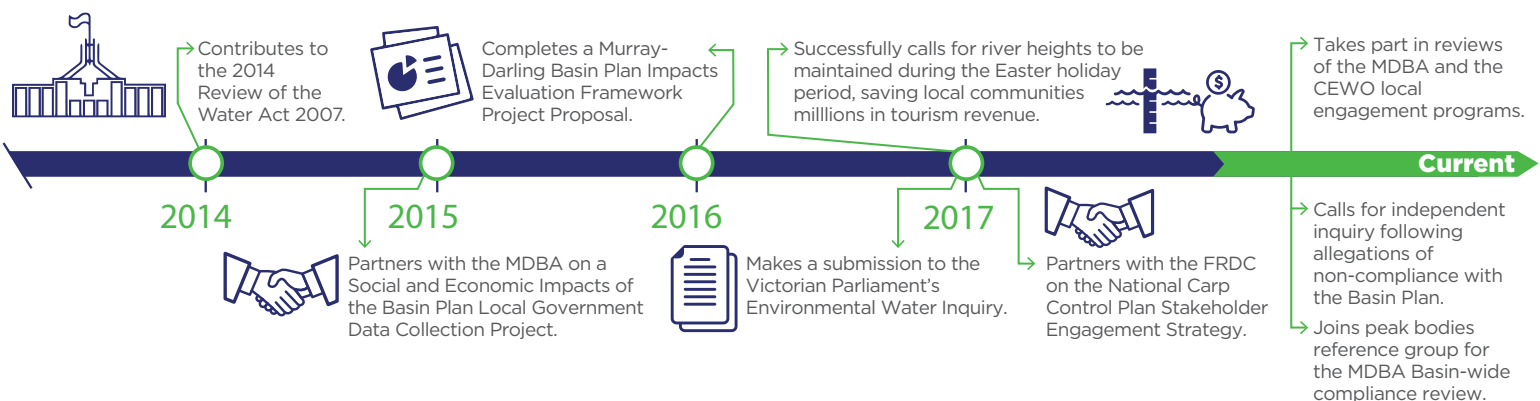 Contributes to
the 2014
Review of the
Water Act 2007.
Completes a Murray-
Darling Basin Plan Impacts
Evaluation Framework
Project Proposal.
Successfully calls for river heights to be
maintained during the Easter holiday
period, saving local communities
milllions in tourism revenue.
$
Takes part in reviews
of the MDBA and the
CEWO local
engagement programs.
Current
2014
2015
2016
2017
Partners with the MDBA on a
Social and Economic Impacts of
the Basin Plan Local Government
Data Collection Project.
Makes a submission to the
Victorian Parliament's
Environmental Water Inquiry.
Partners with the FRDC
on the National Carp
Control Plan Stakeholder
Engagement Strategy.
Calls for independent
inquiry following
allegations of
non-compliance with
the Basin Plan.
Joins peak bodies
reference group for
the MDBA Basin-wide
compliance review.